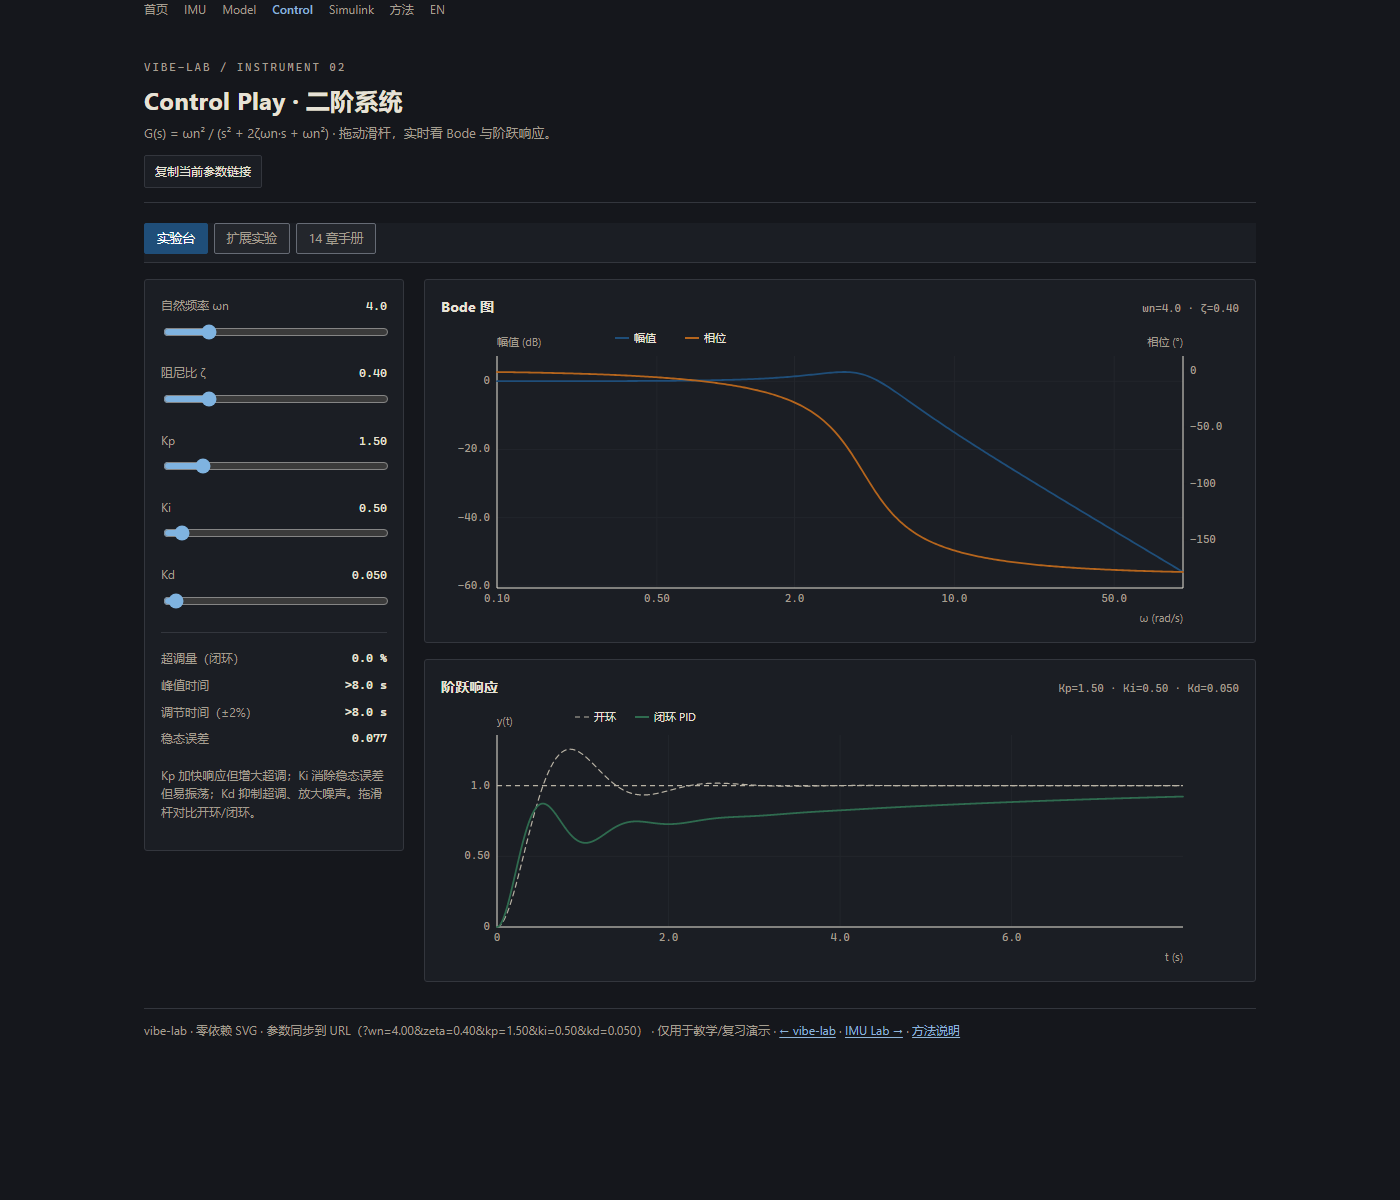 首页 IMU Model Control Simulink 方法 EN
VIBE-LAB / INSTRUMENT 02
Control Play · 二阶系统
G(s) = ωn² / (s² + 2ζωn·s + ωn²) · 拖动滑杆，实时看 Bode 与阶跃响应。
复制当前参数链接
实验台 扩展实验 14 章手册
自然频率 ωn 4.0
阻尼比 ζ 0.40
Kp 1.50
Ki 0.50
Kd 0.050
超调量（闭环） 0.0 %
峰值时间 >8.0 s
调节时间（±2%） >8.0 s
稳态误差 0.077
Kp 加快响应但增大超调；Ki 消除稳态误差
但易振荡；Kd 抑制超调、放大噪声。拖滑
杆对比开环/闭环。
Bode 图 ωn=4.0 · ζ=0.40
幅值 (dB) 幅值 相位 相位 (°)
0
−20.0
−40.0
−60.0
0
−50.0
−100
−150
0.10 0.50 2.0 10.0 50.0
ω (rad/s)
阶跃响应 Kp=1.50 · Ki=0.50 · Kd=0.050
y(t) 开环 闭环 PID
1.0
0.50
0
0 2.0 4.0 6.0
t (s)
vibe-lab · 零依赖 SVG · 参数同步到 URL（?wn=4.00&zeta=0.40&kp=1.50&ki=0.50&kd=0.050） · 仅用于教学/复习演示 · ← vibe-lab · IMU Lab → · 方法说明